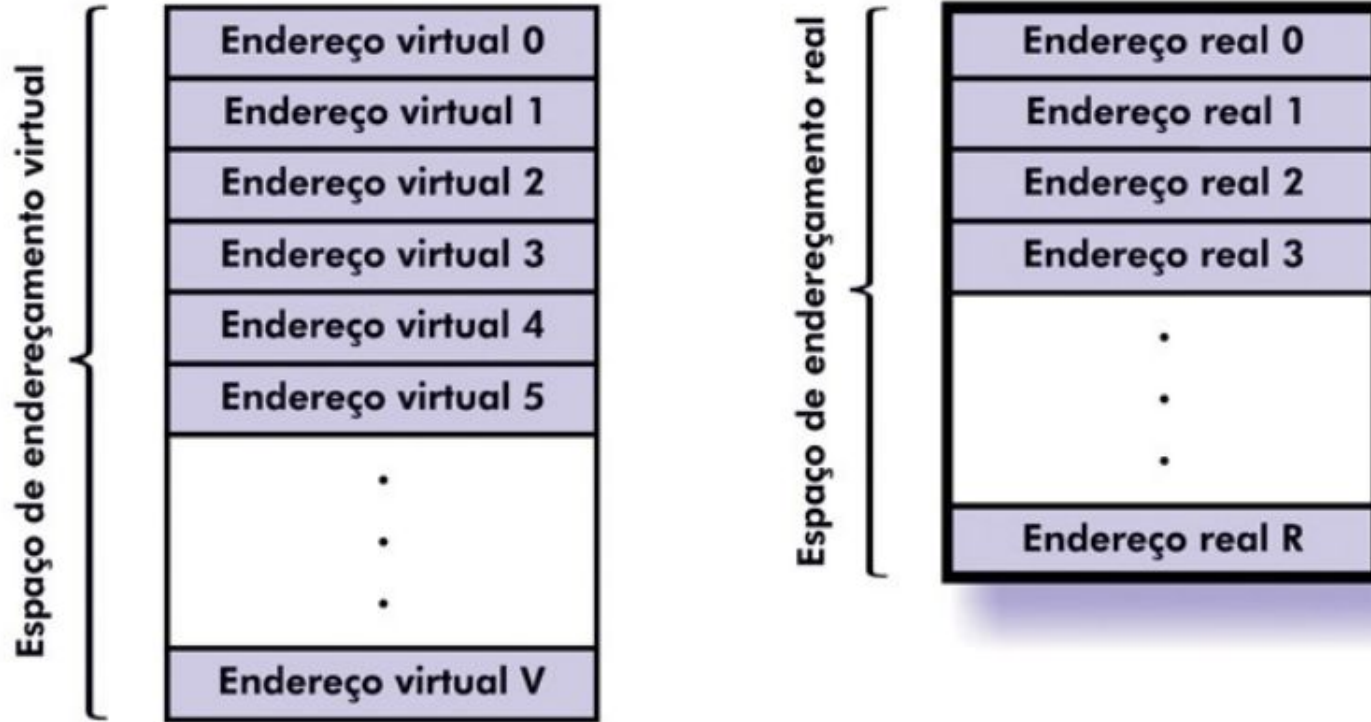 Espaço de endereçamento virtual
Endereço virtual 0
Endereço virtual 1
Endereço virtual 2
Endereço virtual 3
Endereço virtual 4
Endereço virtual 5
Endereço virtual V
Espaço de endereçamento real
Endereço real 0
Endereço real 1
Endereço real 2
Endereço real 3
Endereço real R